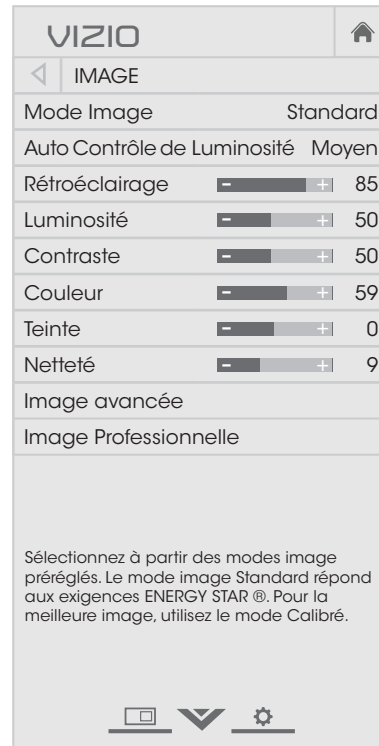 VIZIO
IMAGE
Mode Image Standard
Auto Contrôle de Luminosité Moyen
Rétroéclairage - + 85
Luminosité - + 50
Contraste - + 50
Couleur - + 59
Teinte - + 0
Netteté - + 9
Image avancée
Image Professionnelle
Sélectionnez à partir des modes image
préréglés. Le mode image Standard répond
aux exigences ENERGY STAR ®. Pour la
meilleure image, utilisez le mode Calibré.